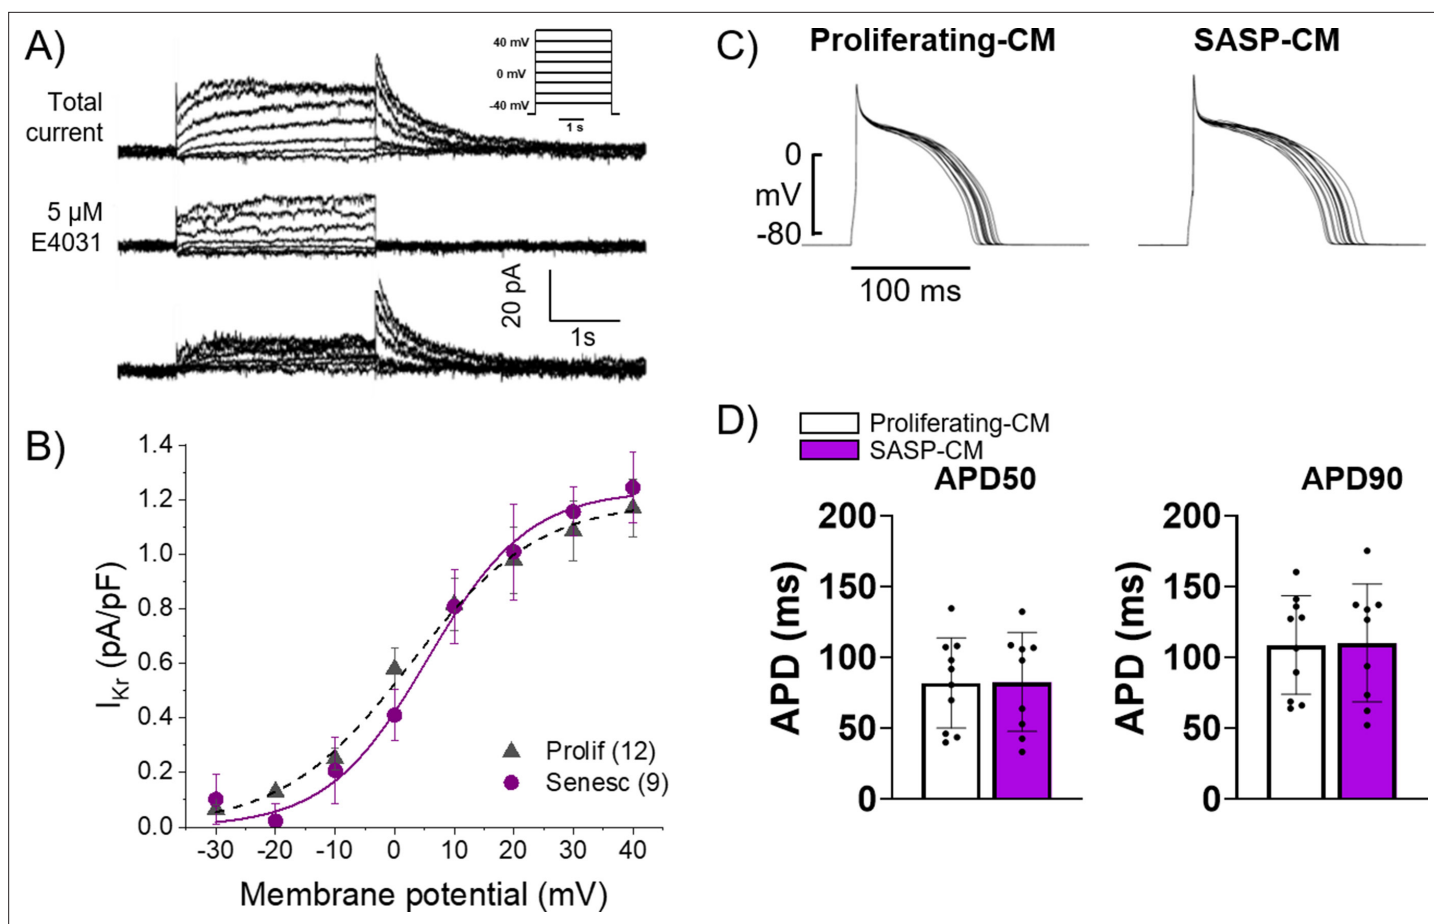 A)
Total
current
40 mV
0 mV
-40 mV
1 s
5 µM
E4031
20 pA
1s
B)
1.4
1.2
1.0
0.8
0.6
0.4
0.2
0.0
I_Kr (pA/pF)
Prolif (12)
Senesc (9)
-30 -20 -10 0 10 20 30 40
Membrane potential (mV)
C)
Proliferating-CM SASP-CM
0
mV
-80
100 ms
D)
Proliferating-CM
SASP-CM
APD50
200
150
100
50
0
APD (ms)
APD90
200
150
100
50
0
APD (ms)